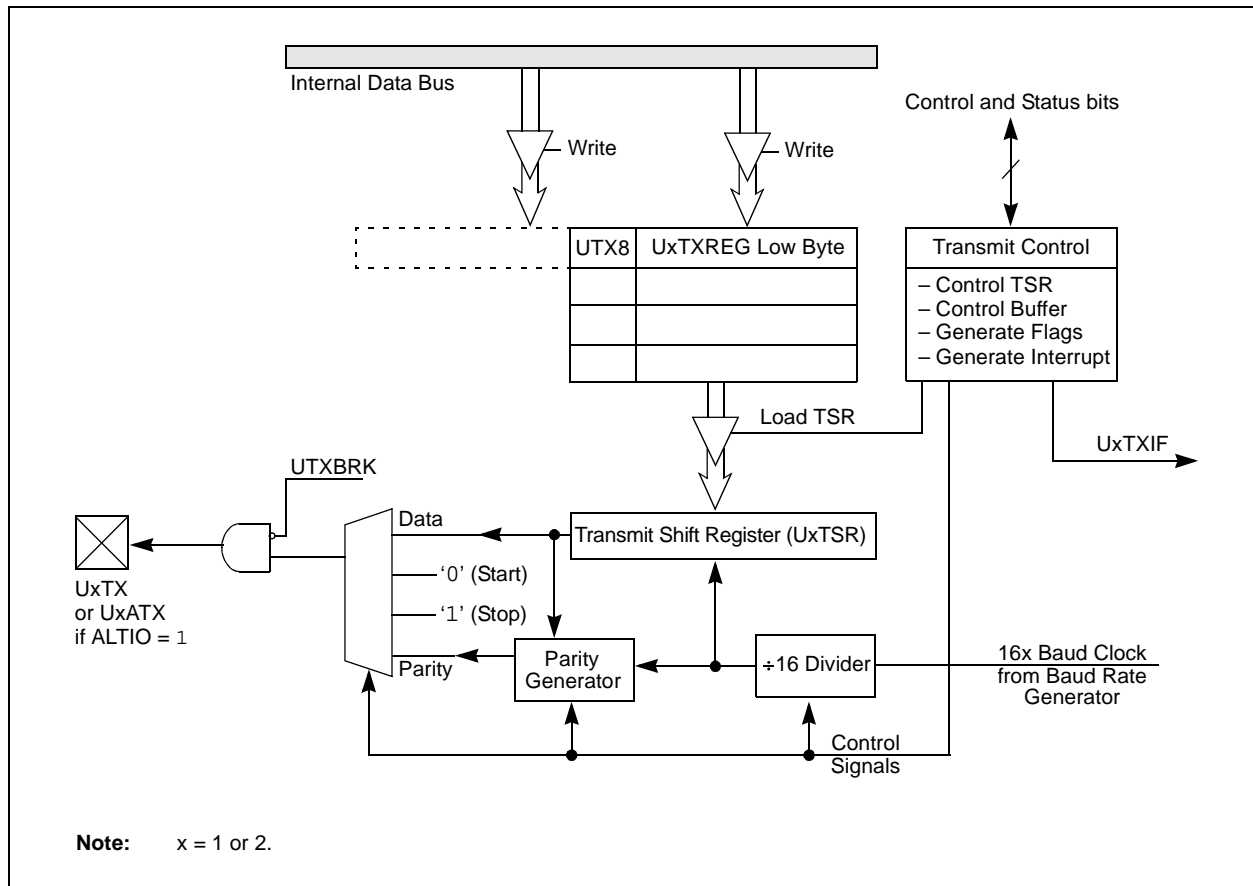 Internal Data Bus
Control and Status bits
Write
Write
UTX8
UxTXREG Low Byte
Transmit Control
– Control TSR
– Control Buffer
– Generate Flags
– Generate Interrupt
Load TSR
UxTXIF
UTXBRK
Data
Transmit Shift Register (UxTSR)
‘0’ (Start)
‘1’ (Stop)
UxTX
or UxATX
if ALTIO = 1
Parity
Parity
Generator
÷16 Divider
16x Baud Clock
from Baud Rate
Generator
Control
Signals
Note: x = 1 or 2.